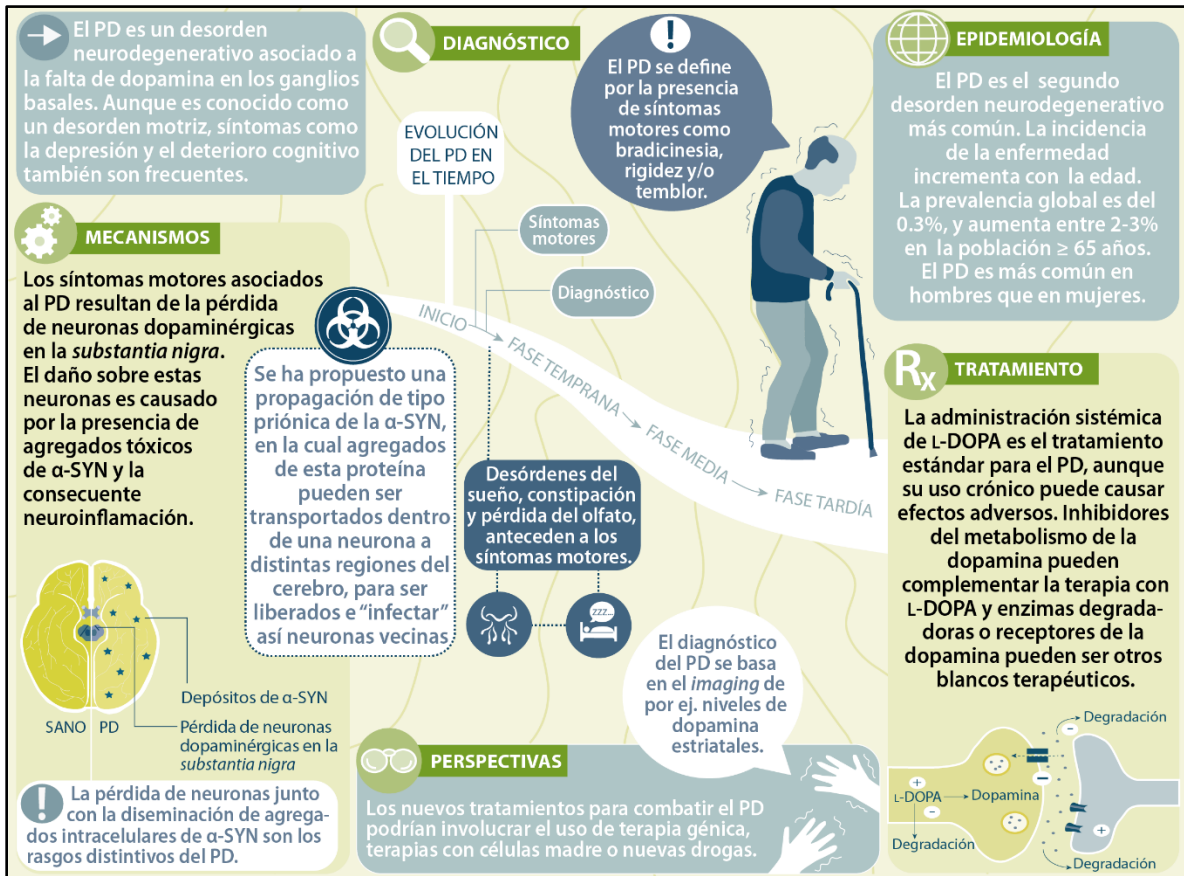 El PD es un desorden
neurodegenerativo asociado a
la falta de dopamina en los ganglios
basales. Aunque es conocido como
un desorden motriz, síntomas como
la depresión y el deterioro cognitivo
también son frecuentes.
MECANISMOS
Los síntomas motores asociados
al PD resultan de la pérdida
de neuronas dopaminérgicas
en la substantia nigra.
El daño sobre estas
neuronas es causado
por la presencia de
agregados tóxicos
de α-SYN y la
consecuente
neuroinflamación.
Se ha propuesto una
propagación de tipo
priónica de la α-SYN,
en la cual agregados
de esta proteína
pueden ser
transportados dentro
de una neurona a
distintas regiones del
cerebro, para ser
liberados e “infectar”
así neuronas vecinas
Depósitos de α-SYN
SANO
PD
Pérdida de neuronas
dopaminérgicas en la
substantia nigra
!
La pérdida de neuronas junto
con la diseminación de agrega-
dos intracelulares de α-SYN son los
rasgos distintivos del PD.
DIAGNÓSTICO
EVOLUCIÓN
DEL PD EN
EL TIEMPO
!
El PD se define
por la presencia
de síntomas
motores como
bradicinesia,
rigidez y/o
temblor.
Síntomas
motores
Diagnóstico
INICIO
FASE TEMPRANA
FASE MEDIA
FASE TARDÍA
Desórdenes del
sueño, constipación
y pérdida del olfato,
anteceden a los
síntomas motores.
zzz...
El diagnóstico
del PD se basa
en el imaging de
por ej. niveles de
dopamina
estriatales.
PERSPECTIVAS
Los nuevos tratamientos para combatir el PD
podrían involucrar el uso de terapia génica,
terapias con células madre o nuevas drogas.
EPIDEMIOLOGÍA
El PD es el segundo
desorden neurodegenerativo
más común. La incidencia
de la enfermedad
incrementa con la edad.
La prevalencia global es del
0.3%, y aumenta entre 2-3%
en la población ≥ 65 años.
El PD es más común en
hombres que en mujeres.
Rx
TRATAMIENTO
La administración sistémica
de L-DOPA es el tratamiento
estándar para el PD, aunque
su uso crónico puede causar
efectos adversos. Inhibidores
del metabolismo de la
dopamina pueden
complementar la terapia con
L-DOPA y enzimas degrada-
doras o receptores de la
dopamina pueden ser otros
blancos terapéuticos.
Degradación
−
−
+
L-DOPA
Dopamina
−
+
Degradación
−
Degradación